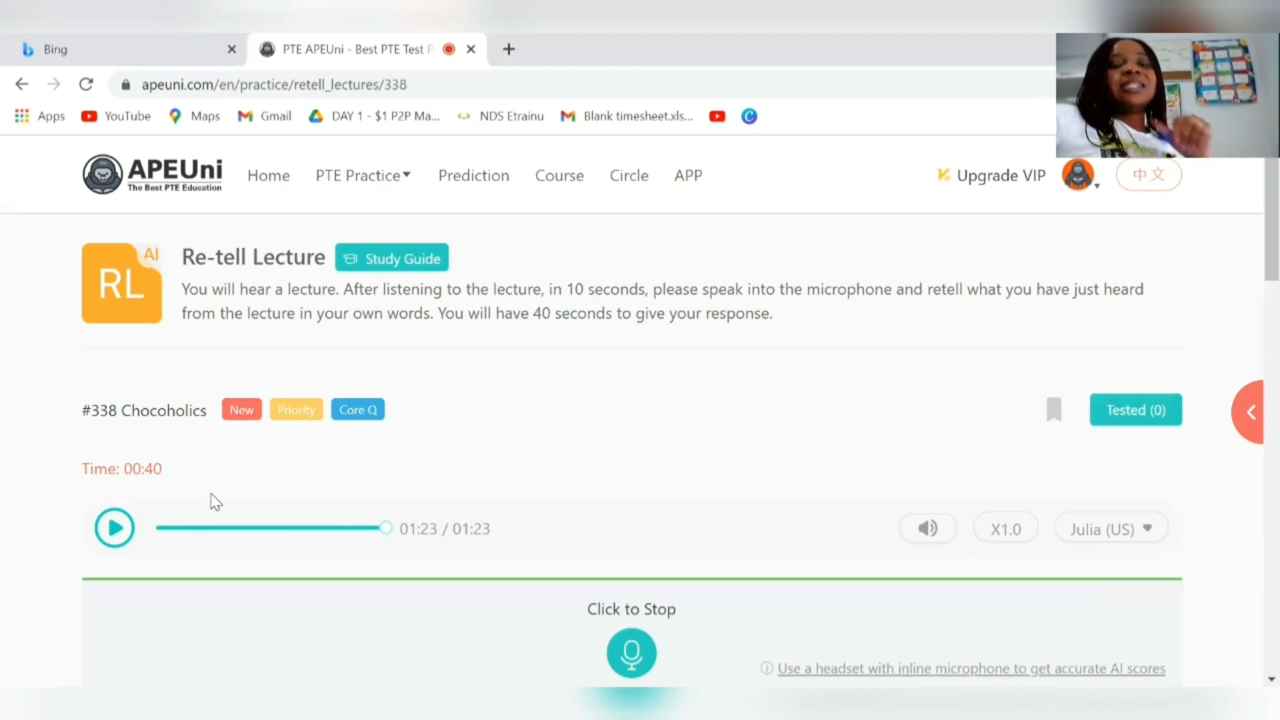 Bing
PTE APEUni - Best PTE Test P
apeuni.com/en/practice/retell_lectures/338
Apps YouTube Maps Gmail DAY 1 - $1 P2P Ma... NDS Etrainu Blank timesheet.xls...
APEUni
The Best PTE Education
Home PTE Practice Prediction Course Circle APP Upgrade VIP 中文
RL AI
Re-tell Lecture Study Guide
You will hear a lecture. After listening to the lecture, in 10 seconds, please speak into the microphone and retell what you have just heard
from the lecture in your own words. You will have 40 seconds to give your response.
#338 Chocoholics New Priority Core Q Tested (0)
Time: 00:40
01:23 / 01:23 X1.0 Julia (US)
Click to Stop
Use a headset with inline microphone to get accurate AI scores